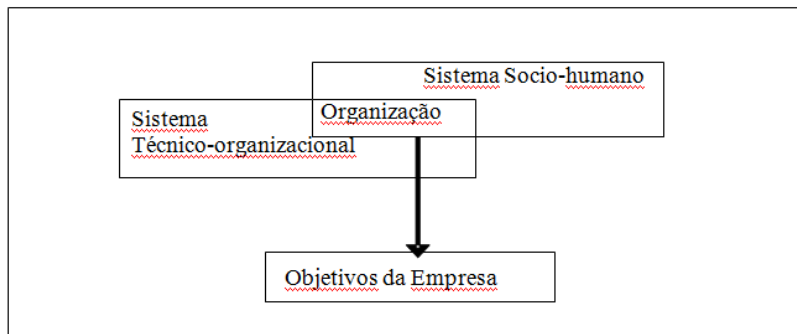 Sistema Socio-humano
Organização
Sistema
Técnico-organizacional
Objetivos da Empresa